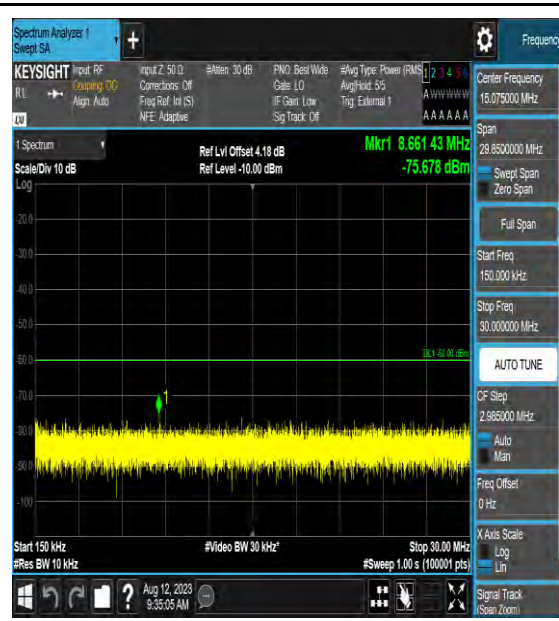 Spectrum Analyzer 1
Swept SA
+
Frequency
KEYSIGHT
RL
LW
Input: RF
Coupling: DC
Align: Auto
Input Z: 50 Ω
Corrections: Off
Freq Ref: Int (S)
NFE: Adaptive
#Atten: 30 dB
PNO: Best Wide
Gate: LO
IF Gain: Low
Sig Track: Off
#Avg Type: Power (RMS
Avg|Hold: 5/5
Trig: External 1
1 2 3 4 5 6
A W W W W W
A A A A A A
1 Spectrum
Scale/Div 10 dB
Log
Ref Lvl Offset 4.18 dB
Ref Level -10.00 dBm
Mkr1 8.661 43 MHz
-75.678 dBm
-20.0
-30.0
-40.0
-50.0
-60.0
-70.0
-80.0
-90.0
-100
DL1 -60.00 dBm
1
Start 150 kHz
#Res BW 10 kHz
#Video BW 30 kHz*
Stop 30.00 MHz
#Sweep 1.00 s (100001 pts)
Center Frequency
15.075000 MHz
Span
29.8500000 MHz
Swept Span
Zero Span
Full Span
Start Freq
150.000 kHz
Stop Freq
30.000000 MHz
AUTO TUNE
CF Step
2.985000 MHz
Auto
Man
Freq Offset
0 Hz
X Axis Scale
Log
Lin
Signal Track
(Span Zoom)
?
Aug 12, 2023
9:35:05 AM